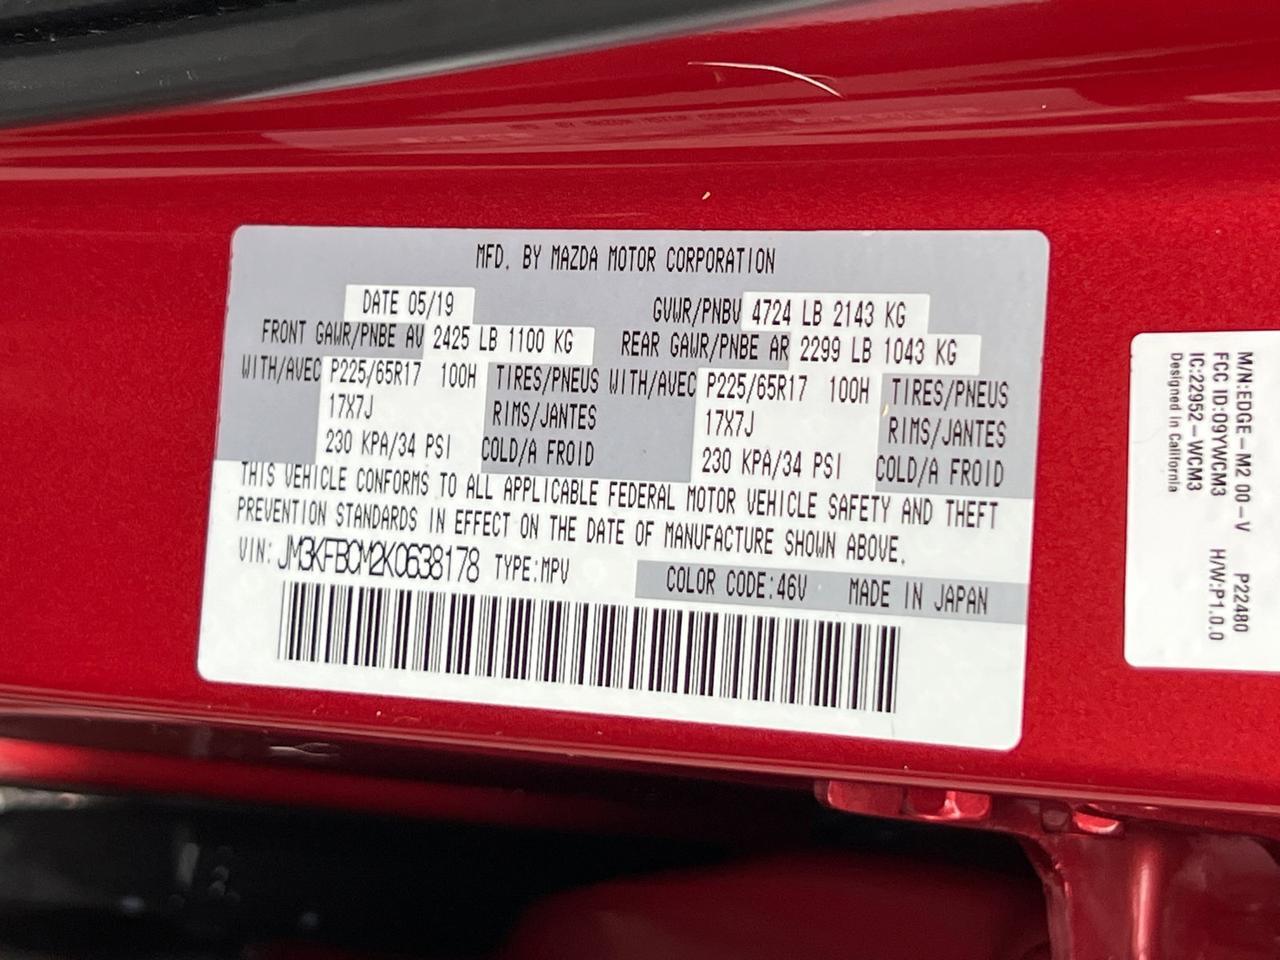 MFD. BY MAZDA MOTOR CORPORATION
DATE 05/19 GVWR/PNBV 4724 LB 2143 KG
FRONT GAWR/PNBE AV 2425 LB 1100 KG REAR GAWR/PNBE AR 2299 LB 1043 KG
WITH/AVEC P225/65R17 100H TIRES/PNEUS WITH/AVEC P225/65R17 100H TIRES/PNEUS
17X7J RIMS/JANTES 17X7J RIMS/JANTES
230 KPA/34 PSI COLD/A FROID 230 KPA/34 PSI COLD/A FROID
THIS VEHICLE CONFORMS TO ALL APPLICABLE FEDERAL MOTOR VEHICLE SAFETY AND THEFT
PREVENTION STANDARDS IN EFFECT ON THE DATE OF MANUFACTURE SHOWN ABOVE.
VIN: JM3KFBCM2K0638178 TYPE:MPV COLOR CODE:46V MADE IN JAPAN
M/N:EDGE-M2 00-V P22480
FCC ID:O9YWCM3 H/W:P1.0.0
IC:22952-WCM3
Designed in California